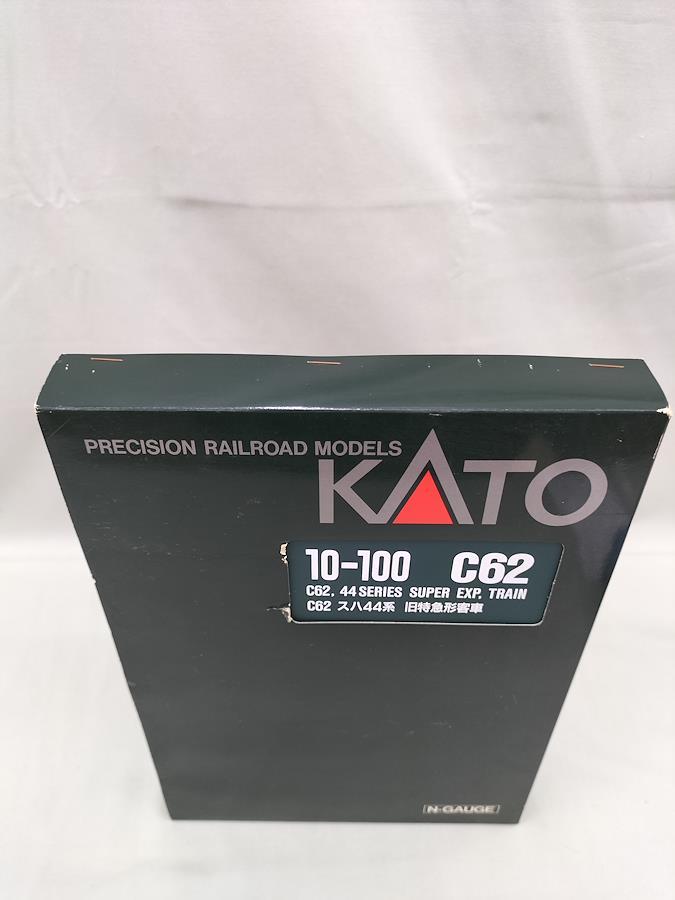 PRECISION RAILROAD MODELS
KATO
10-100 C62
C62, 44 SERIES SUPER EXP. TRAIN
C62 スハ44系 旧特急形客車
N-GAUGE